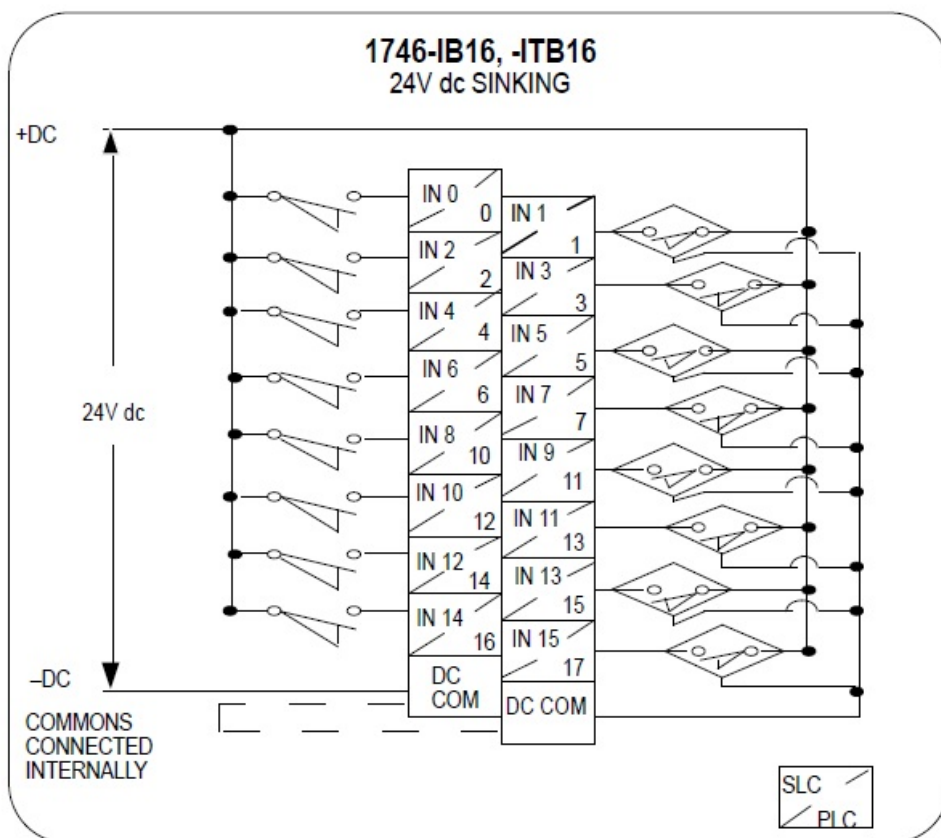 1746-IB16, -ITB16
24V dc SINKING
+DC
24V dc
–DC
COMMONS
CONNECTED
INTERNALLY
IN 0
0
IN 2
2
IN 4
4
IN 6
6
IN 8
10
IN 10
12
IN 12
14
IN 14
16
DC
COM
IN 1
1
IN 3
3
IN 5
5
IN 7
7
IN 9
11
IN 11
13
IN 13
15
IN 15
17
DC COM
SLC
PLC